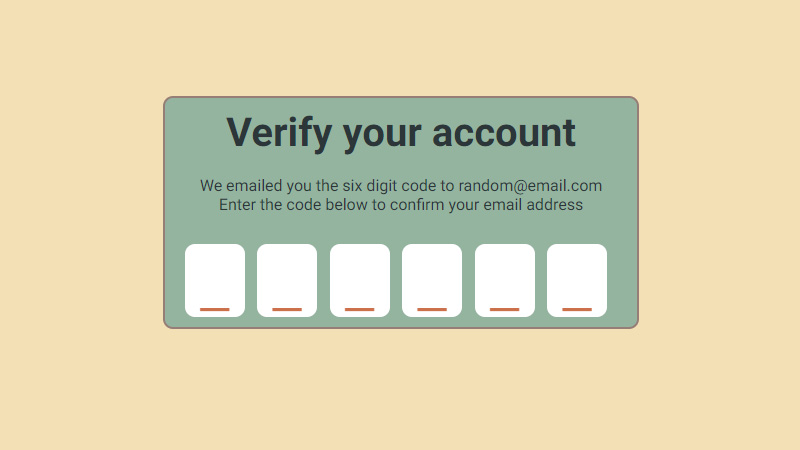 Verify your account
We emailed you the six digit code to random@email.com
Enter the code below to confirm your email address